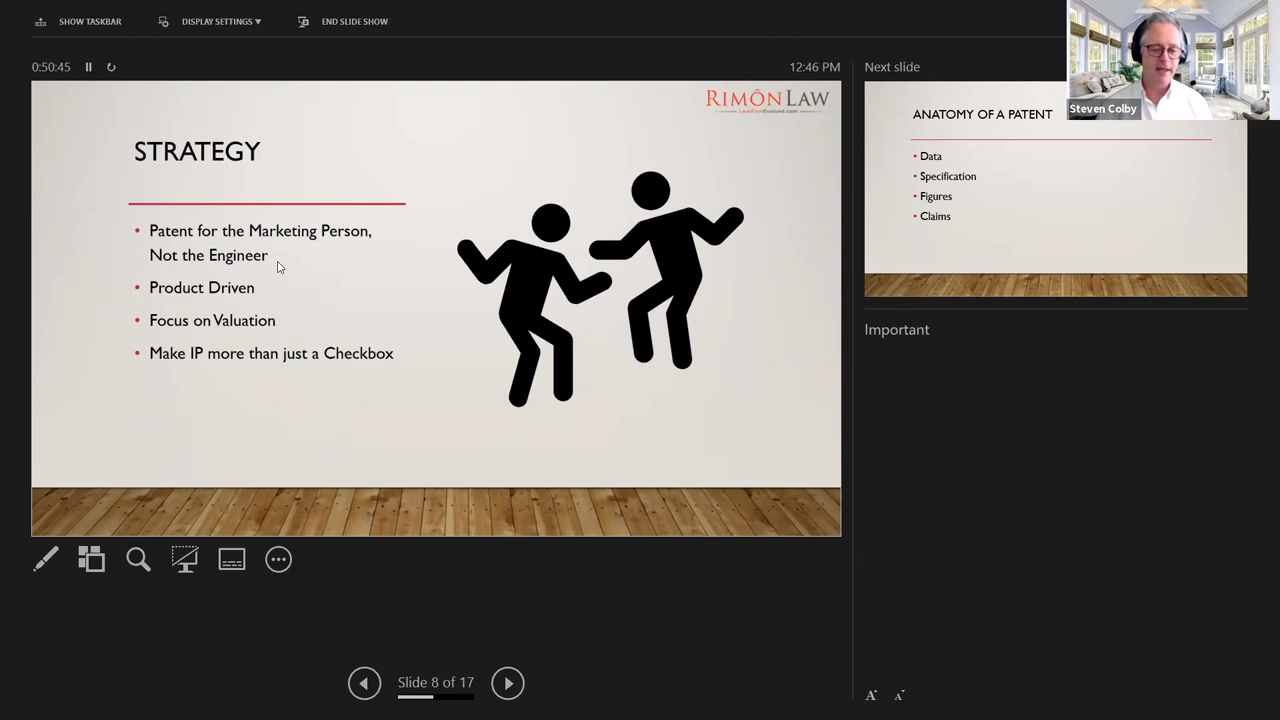 SHOW TASKBAR
DISPLAY SETTINGS ▾
END SLIDE SHOW
0:50:45
12:46 PM
RIMÔN LAW
LawFirmEvolved.com
STRATEGY
• Patent for the Marketing Person,
Not the Engineer
• Product Driven
• Focus on Valuation
• Make IP more than just a Checkbox
Slide 8 of 17
Next slide
Steven Colby
ANATOMY OF A PATENT
• Data
• Specification
• Figures
• Claims
Important
A
A